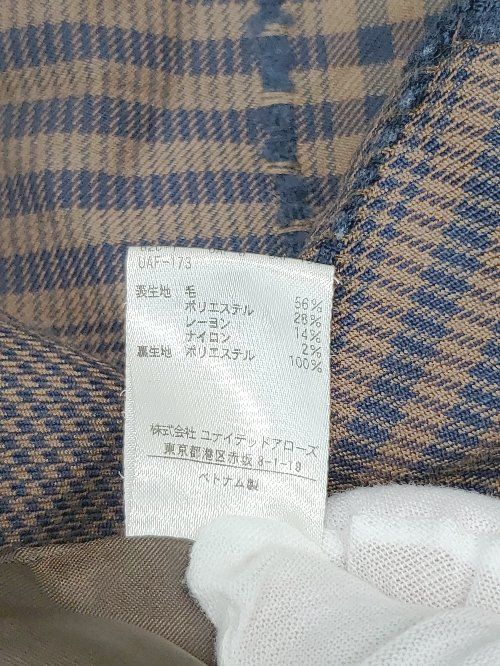 UAF-173
表生地 毛 56%
ポリエステル 28%
レーヨン 14%
ナイロン 2%
裏生地 ポリエステル 100%
株式会社 ユナイテッドアローズ
東京都港区赤坂 8-1-19
ベトナム製